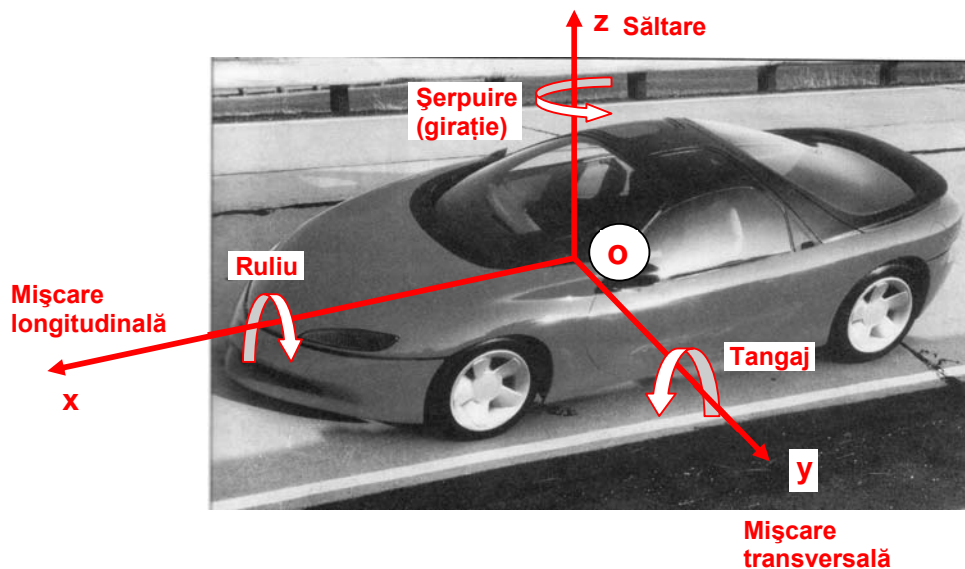 z Săltare
Şerpuire
(girație)
o
Ruliu
Mişcare
longitudinală
Tangaj
x
y
Mişcare
transversală